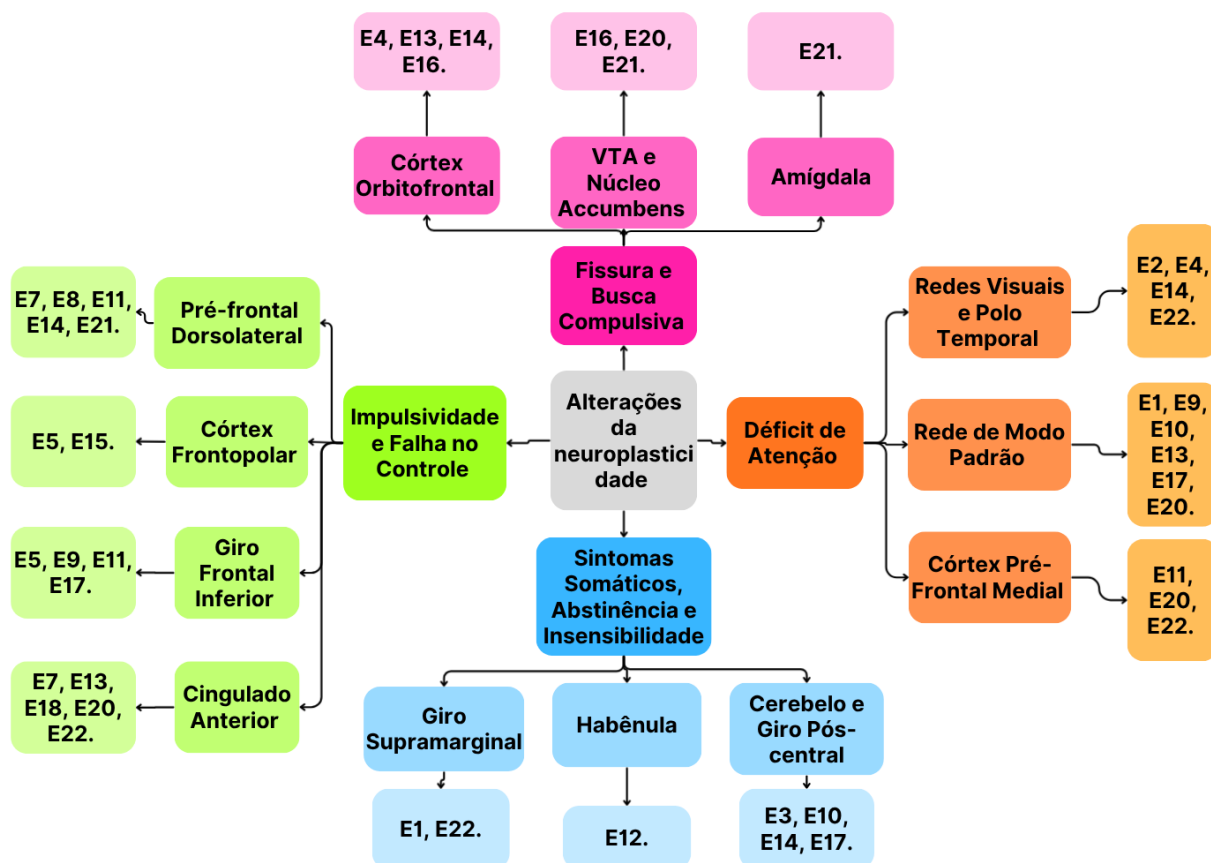 E4, E13, E14,
E16.
E16, E20,
E21.
E21.
Córtex
Orbitofrontal
VTA e
Núcleo
Accumbens
Amígdala
Fissura e
Busca
Compulsiva
E7, E8, E11,
E14, E21.
Pré-frontal
Dorsolateral
E5, E15.
Córtex
Frontopolar
E5, E9, E11,
E17.
Giro
Frontal
Inferior
E7, E13,
E18, E20,
E22.
Cingulado
Anterior
Impulsividade
e Falha no
Controle
Alterações
da
neuroplastici
dade
Déficit de
Atenção
Redes Visuais
e Polo
Temporal
E2, E4,
E14,
E22.
Rede de Modo
Padrão
E1, E9,
E10,
E13,
E17,
E20.
Córtex Pré-
Frontal Medial
E11,
E20,
E22.
Sintomas
Somáticos,
Abstinência e
Insensibilidade
Giro
Supramarginal
Habênula
Cerebelo e
Giro Pós-
central
E1, E22.
E12.
E3, E10,
E14, E17.